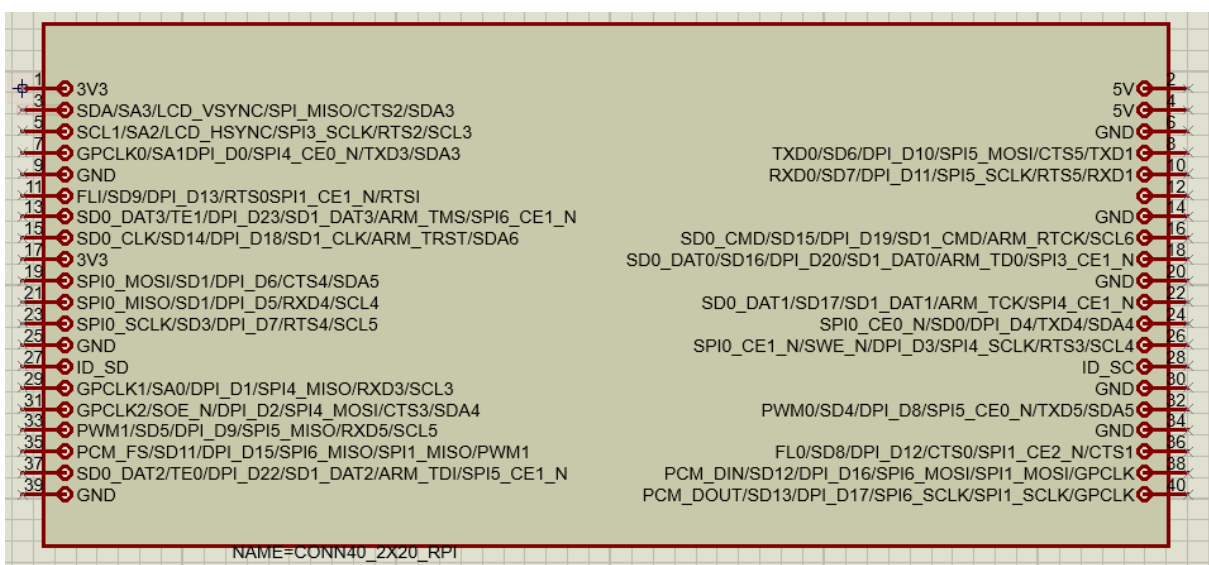 1 3V3 5V 2
3 SDA/SA3/LCD_VSYNC/SPI_MISO/CTS2/SDA3 5V 4
5 SCL1/SA2/LCD_HSYNC/SPI3_SCLK/RTS2/SCL3 GND 6
7 GPCLK0/SA1DPI_D0/SPI4_CE0_N/TXD3/SDA3 TXD0/SD6/DPI_D10/SPI5_MOSI/CTS5/TXD1 8
9 GND RXD0/SD7/DPI_D11/SPI5_SCLK/RTS5/RXD1 10
11 FLI/SD9/DPI_D13/RTS0SPI1_CE1_N/RTSI 12
13 SD0_DAT3/TE1/DPI_D23/SD1_DAT3/ARM_TMS/SPI6_CE1_N GND 14
15 SD0_CLK/SD14/DPI_D18/SD1_CLK/ARM_TRST/SDA6 SD0_CMD/SD15/DPI_D19/SD1_CMD/ARM_RTCK/SCL6 16
17 3V3 SD0_DAT0/SD16/DPI_D20/SD1_DAT0/ARM_TD0/SPI3_CE1_N 18
19 SPI0_MOSI/SD1/DPI_D6/CTS4/SDA5 GND 20
21 SPI0_MISO/SD1/DPI_D5/RXD4/SCL4 SD0_DAT1/SD17/SD1_DAT1/ARM_TCK/SPI4_CE1_N 22
23 SPI0_SCLK/SD3/DPI_D7/RTS4/SCL5 SPI0_CE0_N/SD0/DPI_D4/TXD4/SDA4 24
25 GND SPI0_CE1_N/SWE_N/DPI_D3/SPI4_SCLK/RTS3/SCL4 26
27 ID_SD ID_SC 28
29 GPCLK1/SA0/DPI_D1/SPI4_MISO/RXD3/SCL3 GND 30
31 GPCLK2/SOE_N/DPI_D2/SPI4_MOSI/CTS3/SDA4 PWM0/SD4/DPI_D8/SPI5_CE0_N/TXD5/SDA5 32
33 PWM1/SD5/DPI_D9/SPI5_MISO/RXD5/SCL5 GND 34
35 PCM_FS/SD11/DPI_D15/SPI6_MISO/SPI1_MISO/PWM1 FL0/SD8/DPI_D12/CTS0/SPI1_CE2_N/CTS1 36
37 SD0_DAT2/TE0/DPI_D22/SD1_DAT2/ARM_TDI/SPI5_CE1_N PCM_DIN/SD12/DPI_D16/SPI6_MOSI/SPI1_MOSI/GPCLK 38
39 GND PCM_DOUT/SD13/DPI_D17/SPI6_SCLK/SPI1_SCLK/GPCLK 40
NAME=CONN40_2X20_RPI